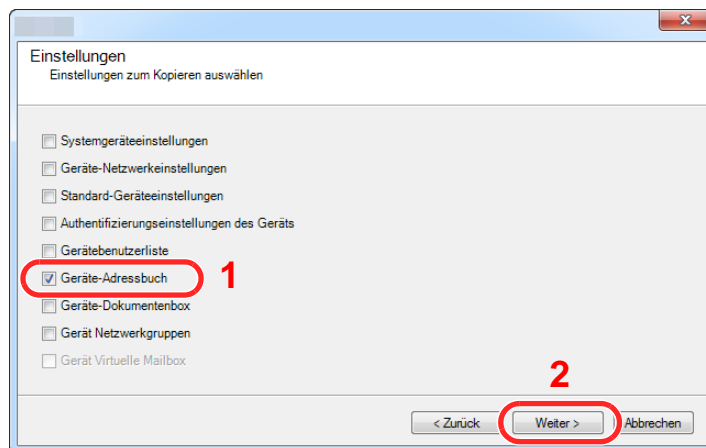 Einstellungen
Einstellungen zum Kopieren auswählen
Systemgeräteeinstellungen
Geräte-Netzwerkeinstellungen
Standard-Geräteeinstellungen
Authentifizierungseinstellungen des Geräts
Gerätebenutzerliste
Geräte-Adressbuch 1
Geräte-Dokumentenbox
Gerät Netzwerkgruppen
Gerät Virtuelle Mailbox
2
< Zurück Weiter > Abbrechen